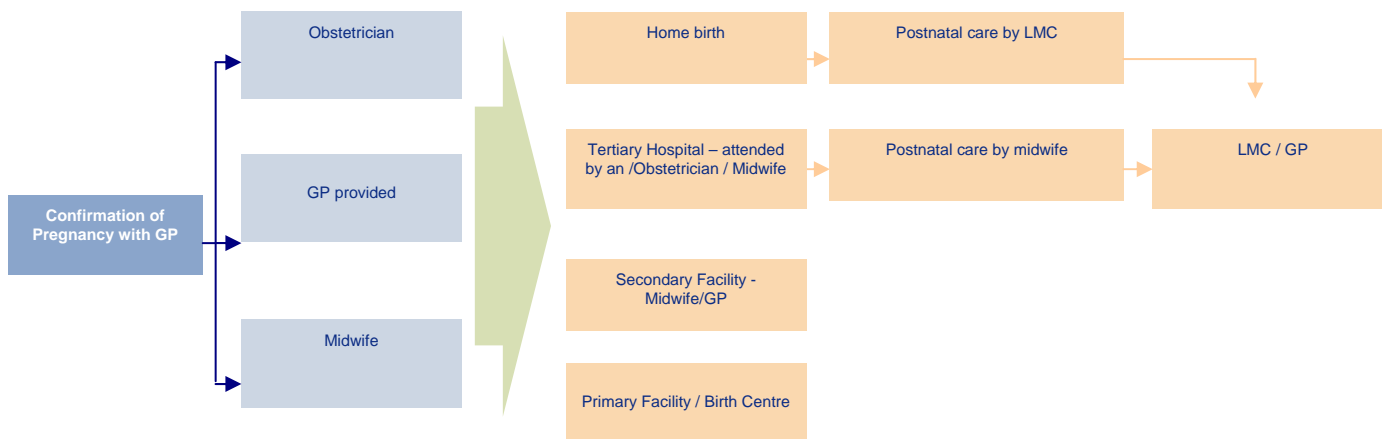 Obstetrician
Home birth
Postnatal care by LMC
Tertiary Hospital – attended
by an /Obstetrician / Midwife
Postnatal care by midwife
LMC / GP
GP provided
Confirmation of
Pregnancy with GP
Secondary Facility -
Midwife/GP
Midwife
Primary Facility / Birth Centre